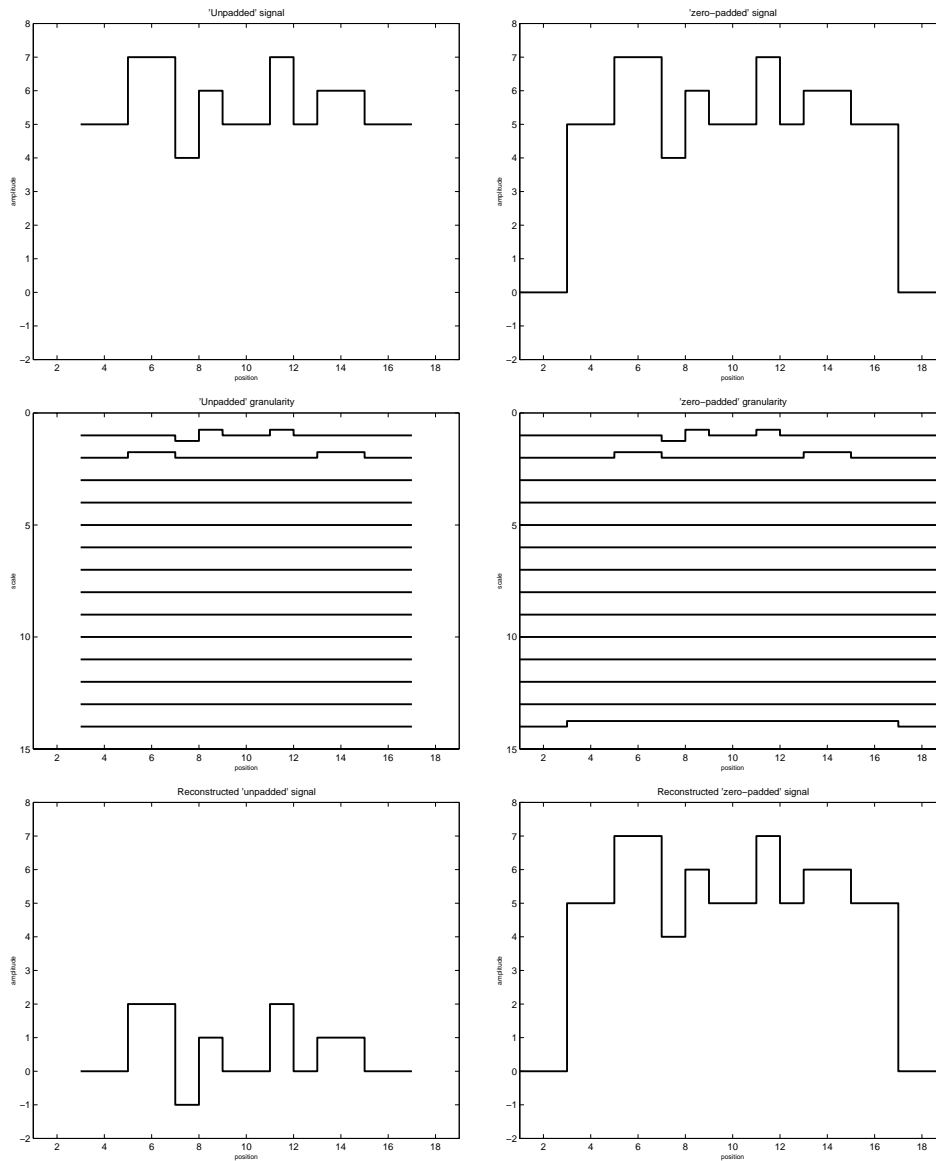 'Unpadded' signal
8
7
6
5
4
3
2
1
0
−1
−2
amplitude
2 4 6 8 10 12 14 16 18
position
'zero−padded' signal
8
7
6
5
4
3
2
1
0
−1
−2
amplitude
2 4 6 8 10 12 14 16 18
position
'Unpadded' granularity
0
5
10
15
scale
2 4 6 8 10 12 14 16 18
position
'zero−padded' granularity
0
5
10
15
scale
2 4 6 8 10 12 14 16 18
position
Reconstructed 'unpadded' signal
8
7
6
5
4
3
2
1
0
−1
−2
amplitude
2 4 6 8 10 12 14 16 18
position
Reconstructed 'zero−padded' signal
8
7
6
5
4
3
2
1
0
−1
−2
amplitude
2 4 6 8 10 12 14 16 18
position